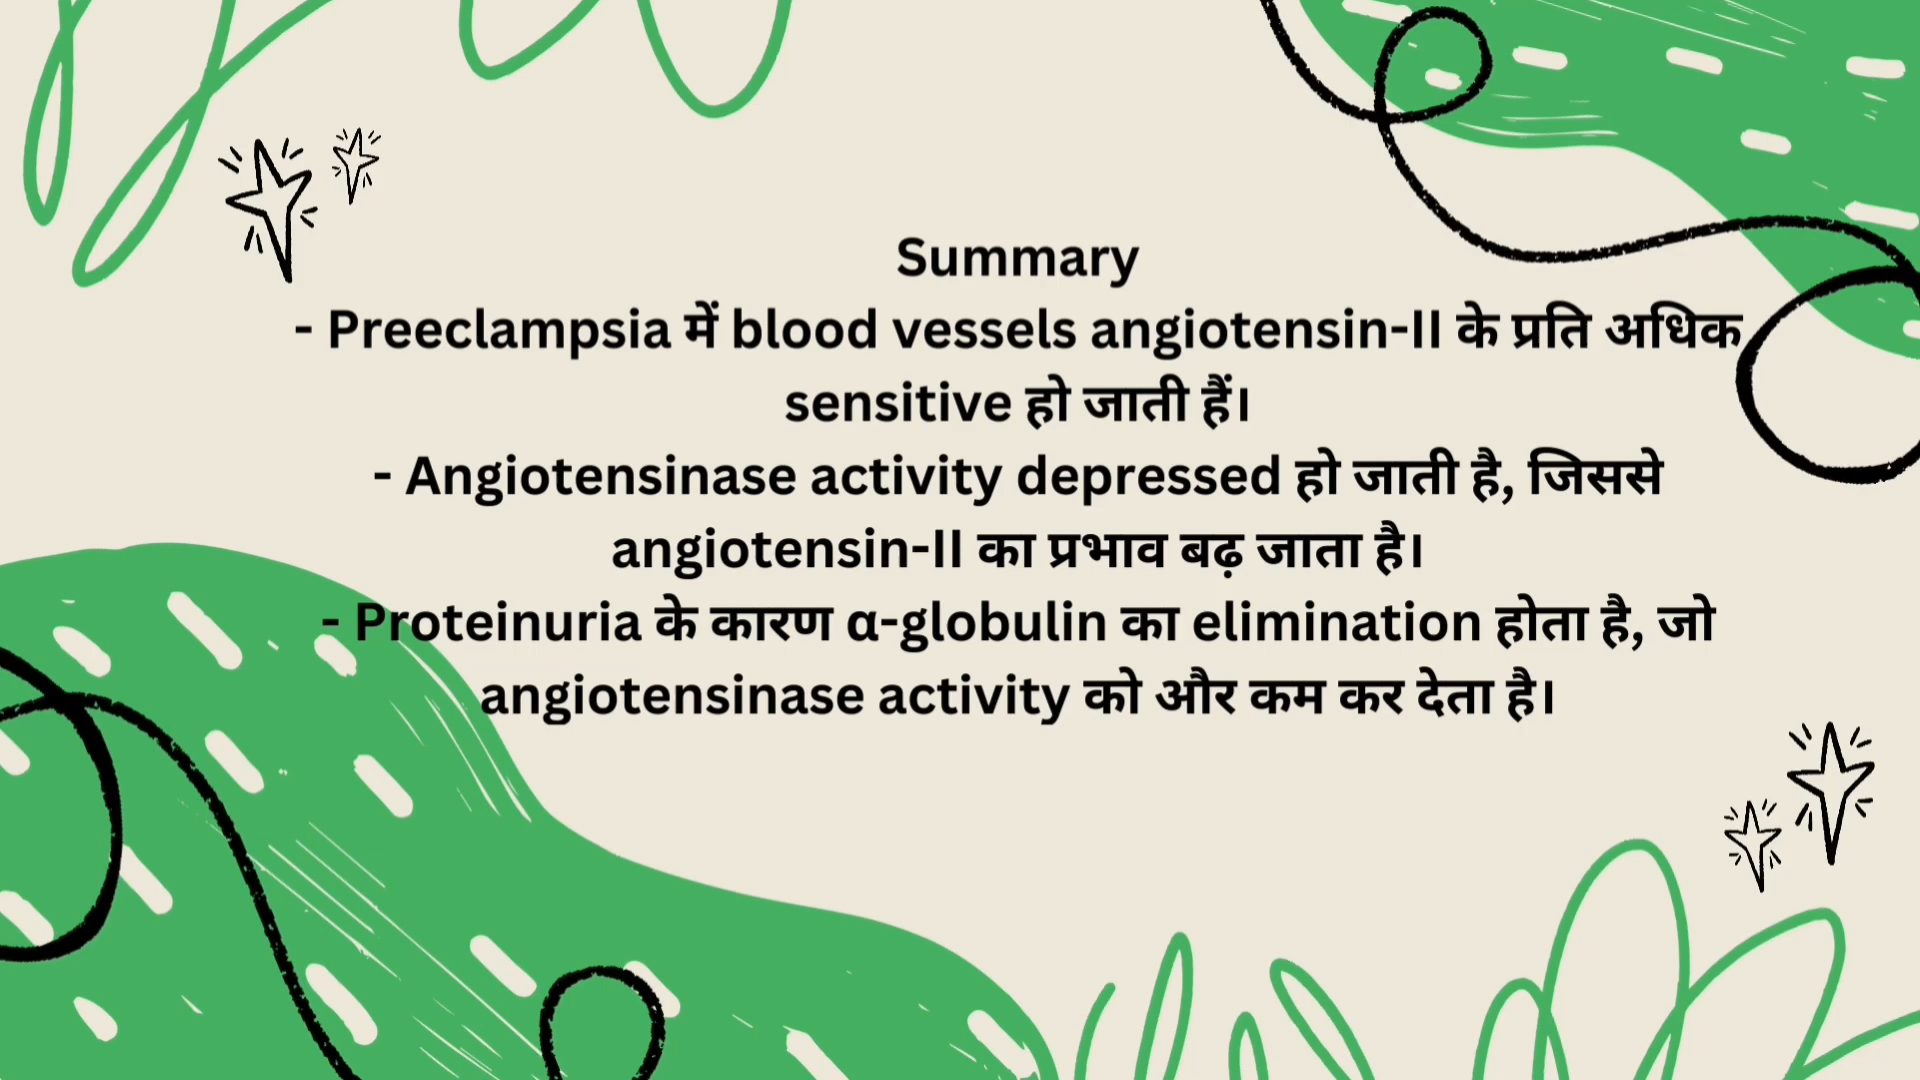 Summary
- Preeclampsia में blood vessels angiotensin-II के प्रति अधिक
sensitive हो जाती हैं।
- Angiotensinase activity depressed हो जाती है, जिससे
angiotensin-II का प्रभाव बढ़ जाता है।
- Proteinuria के कारण α-globulin का elimination होता है, जो
angiotensinase activity को और कम कर देता है।